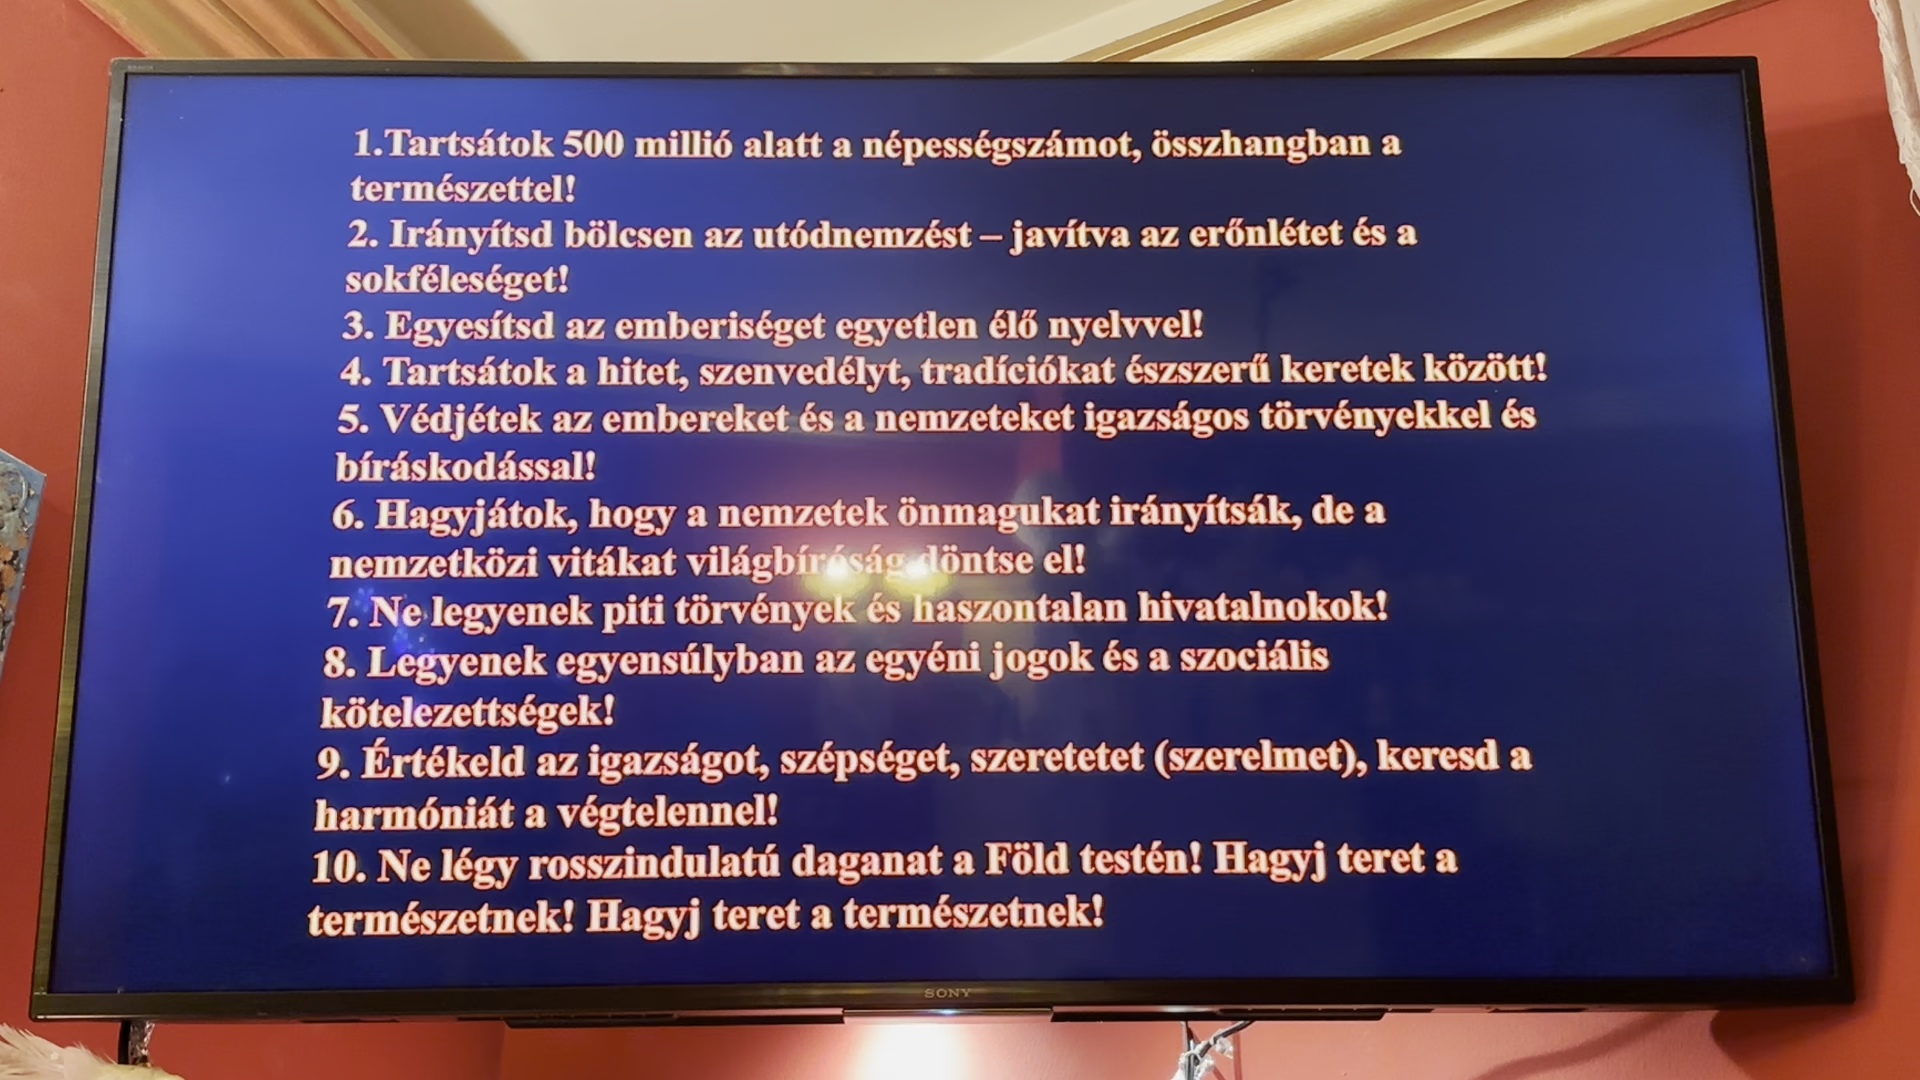 1.Tartsátok 500 millió alatt a népességszámot, összhangban a
természettel!
2. Irányítsd bölcsen az utódnemzést – javítva az erőnlétet és a
sokféleséget!
3. Egyesítsd az emberiséget egyetlen élő nyelvvel!
4. Tartsátok a hitet, szenvedélyt, tradíciókat észszerű keretek között!
5. Védjétek az embereket és a nemzeteket igazságos törvényekkel és
bíráskodással!
6. Hagyjátok, hogy a nemzetek önmagukat irányítsák, de a
nemzetközi vitákat világbíróság döntse el!
7. Ne legyenek piti törvények és haszontalan hivatalnokok!
8. Legyenek egyensúlyban az egyéni jogok és a szociális
kötelezettségek!
9. Értékeld az igazságot, szépséget, szeretetet (szerelmet), keresd a
harmóniát a végtelennel!
10. Ne légy rosszindulatú daganat a Föld testén! Hagyj teret a
természetnek! Hagyj teret a természetnek!
SONY